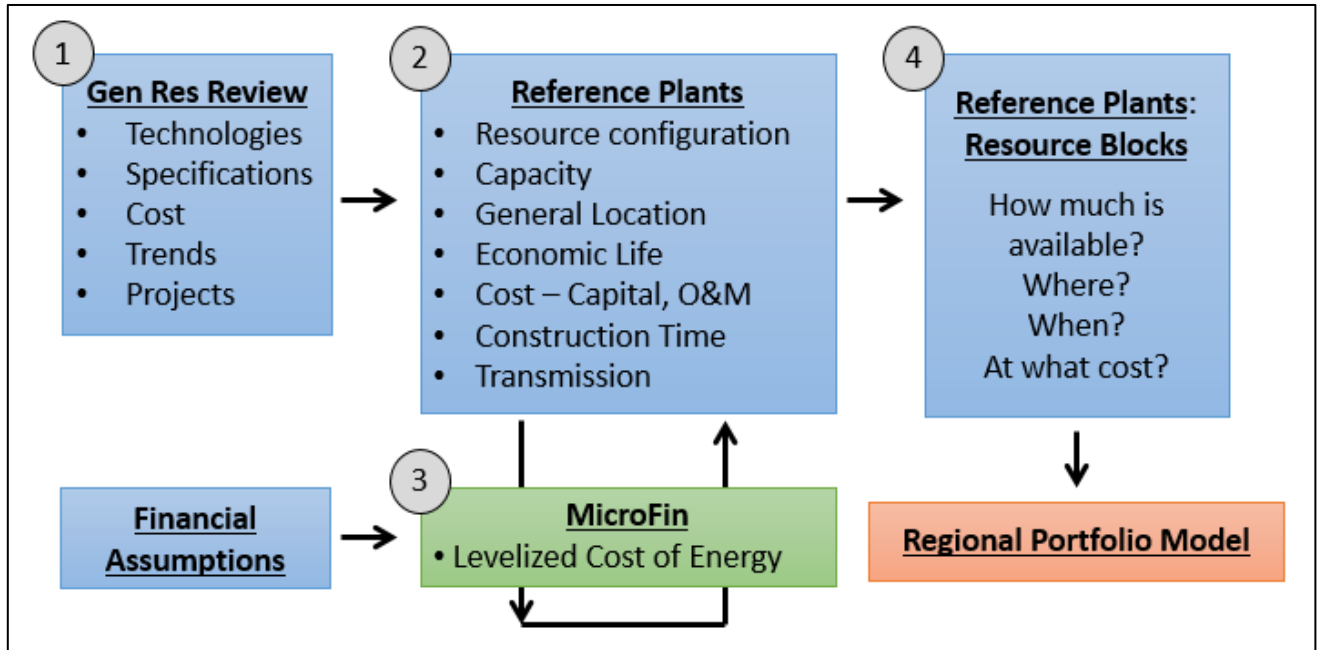 1
Gen Res Review
• Technologies
• Specifications
• Cost
• Trends
• Projects
2
Reference Plants
• Resource configuration
• Capacity
• General Location
• Economic Life
• Cost – Capital, O&M
• Construction Time
• Transmission
4
Reference Plants:
Resource Blocks
How much is
available?
Where?
When?
At what cost?
Financial
Assumptions
3
MicroFin
• Levelized Cost of Energy
Regional Portfolio Model